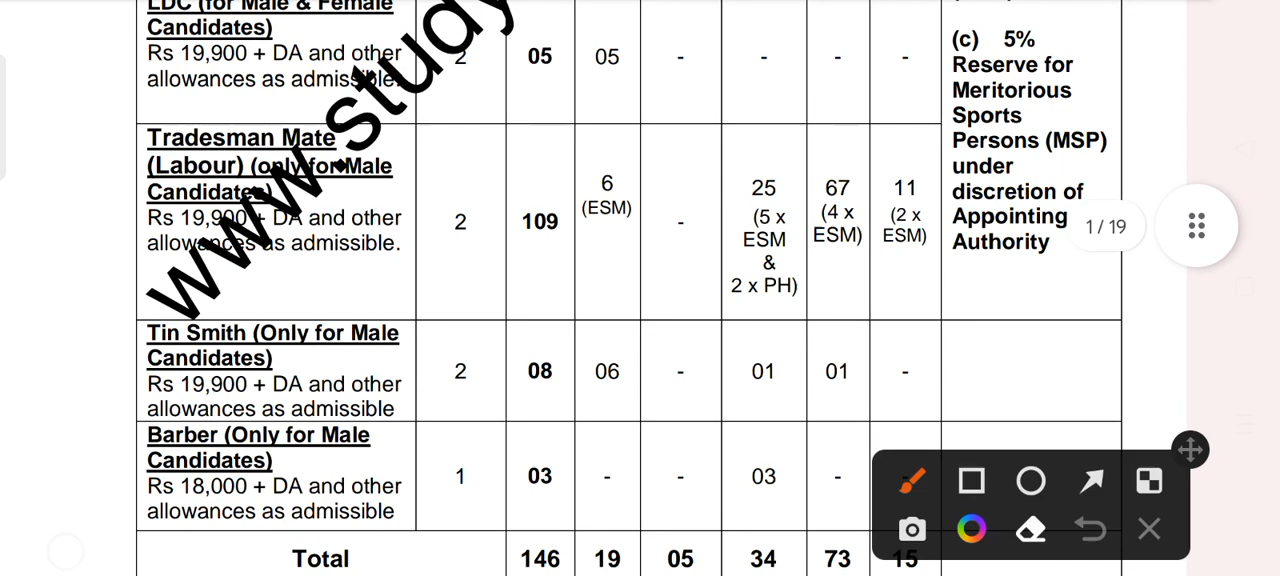 LDC (for Male & Female
Candidates)
Rs 19,900 + DA and other
allowances as admissible.
2
05
05
-
-
-
-
(c) 5%
Reserve for
Meritorious
Sports
Persons (MSP)
under
discretion of
Appointing
Authority
Tradesman Mate
(Labour) (only for Male
Candidates)
Rs 19,900 + DA and other
allowances as admissible.
2
109
6
(ESM)
-
25
(5 x
ESM
&
2 x PH)
67
(4 x
ESM)
11
(2 x
ESM)
Tin Smith (Only for Male
Candidates)
Rs 19,900 + DA and other
allowances as admissible
2
08
06
-
01
01
-
Barber (Only for Male
Candidates)
Rs 18,000 + DA and other
allowances as admissible
1
03
-
-
03
-
Total
146
19
05
34
73
15
www.study
1 / 19